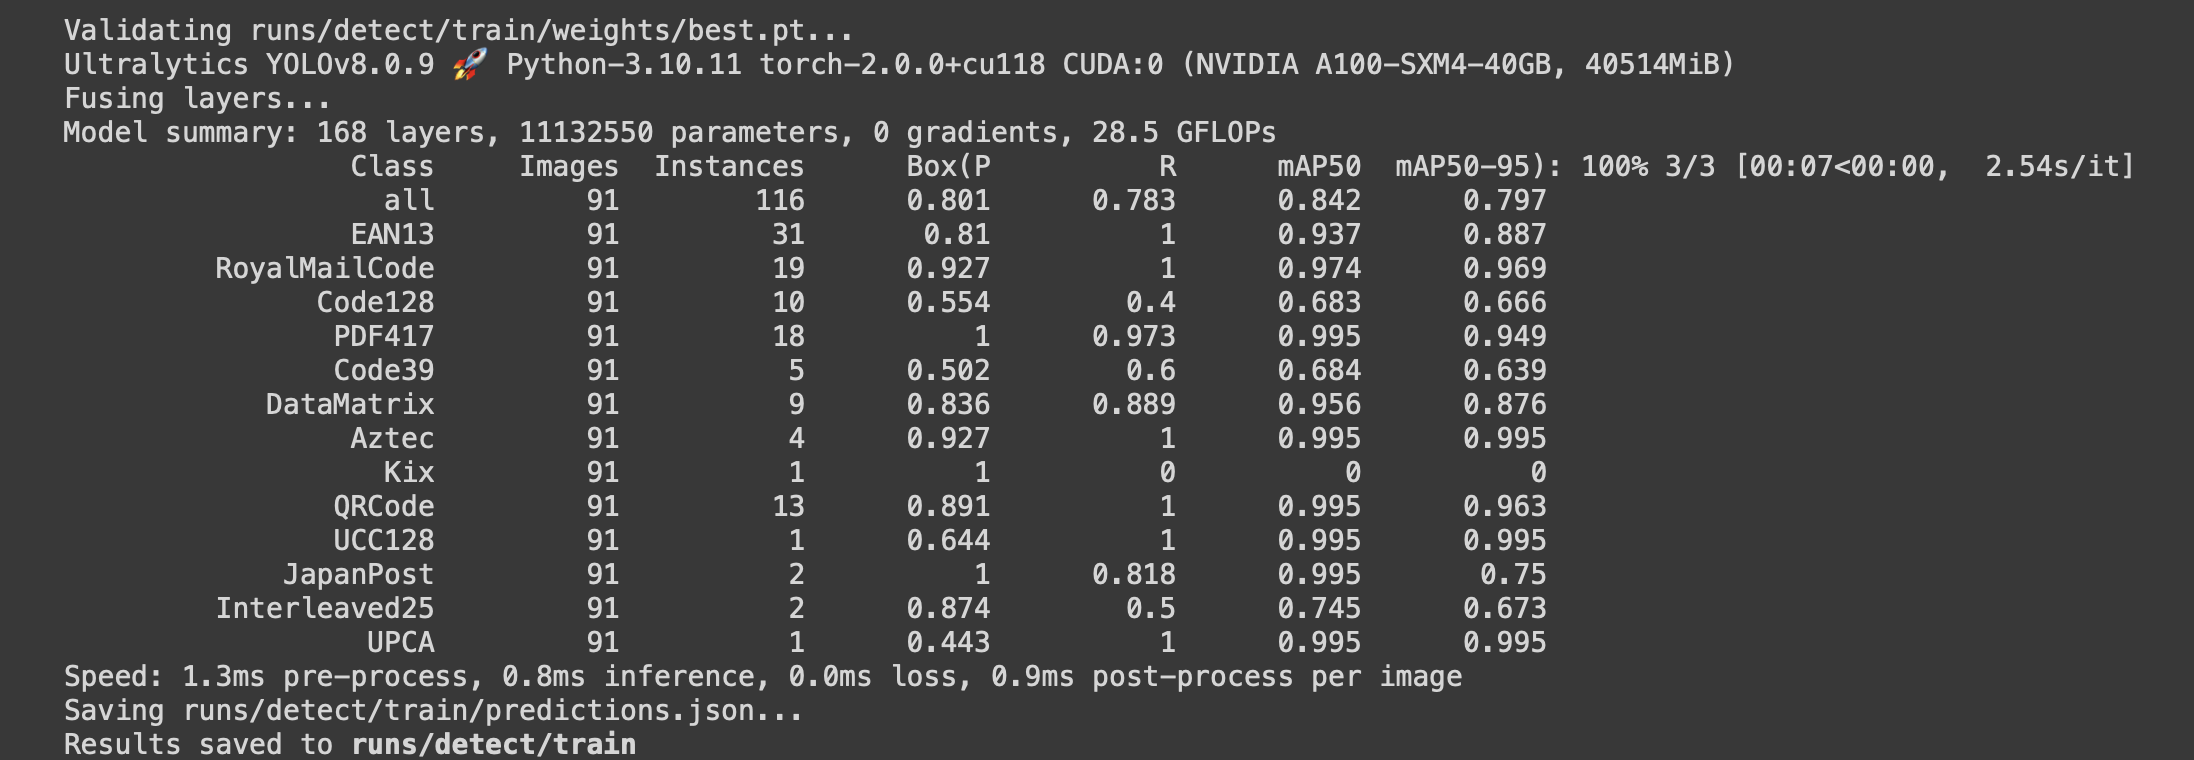 Validating runs/detect/train/weights/best.pt...
Ultralytics YOLOv8.0.9 🚀 Python-3.10.11 torch-2.0.0+cu118 CUDA:0 (NVIDIA A100-SXM4-40GB, 40514MiB)
Fusing layers...
Model summary: 168 layers, 11132550 parameters, 0 gradients, 28.5 GFLOPs
Class Images Instances Box(P R mAP50 mAP50-95): 100% 3/3 [00:07<00:00, 2.54s/it]
all 91 116 0.801 0.783 0.842 0.797
EAN13 91 31 0.81 1 0.937 0.887
RoyalMailCode 91 19 0.927 1 0.974 0.969
Code128 91 10 0.554 0.4 0.683 0.666
PDF417 91 18 1 0.973 0.995 0.949
Code39 91 5 0.502 0.6 0.684 0.639
DataMatrix 91 9 0.836 0.889 0.956 0.876
Aztec 91 4 0.927 1 0.995 0.995
Kix 91 1 1 0 0 0
QRCode 91 13 0.891 1 0.995 0.963
UCC128 91 1 0.644 1 0.995 0.995
JapanPost 91 2 1 0.818 0.995 0.75
Interleaved25 91 2 0.874 0.5 0.745 0.673
UPCA 91 1 0.443 1 0.995 0.995
Speed: 1.3ms pre-process, 0.8ms inference, 0.0ms loss, 0.9ms post-process per image
Saving runs/detect/train/predictions.json...
Results saved to runs/detect/train